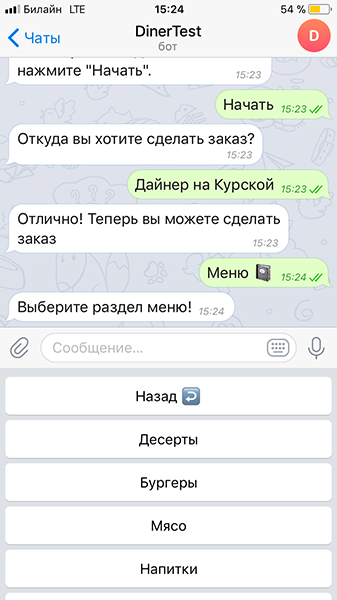 Билайн LTE 15:24 54 %
Чаты DinerTest D
бот
нажмите "Начать". 15:23
Начать 15:23
Откуда вы хотите сделать заказ?
15:23
Дайнер на Курской 15:23
Отлично! Теперь вы можете сделать
заказ 15:23
Меню 15:24
Выберите раздел меню! 15:24
Сообщение...
Назад
Десерты
Бургеры
Мясо
Напитки